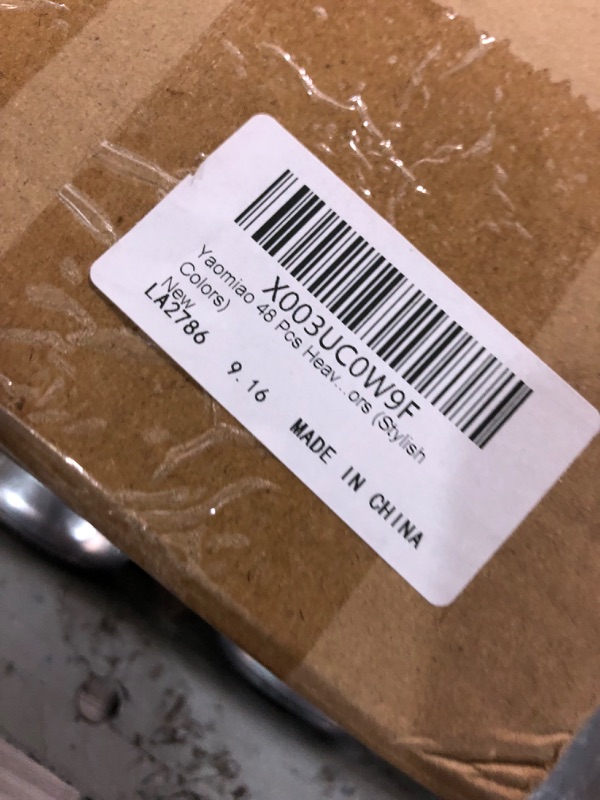 X003UC0W9F
Yaomiao 48 Pcs Heav...ors (Stylish
Colors)
New
LA2786 9.16 MADE IN CHINA